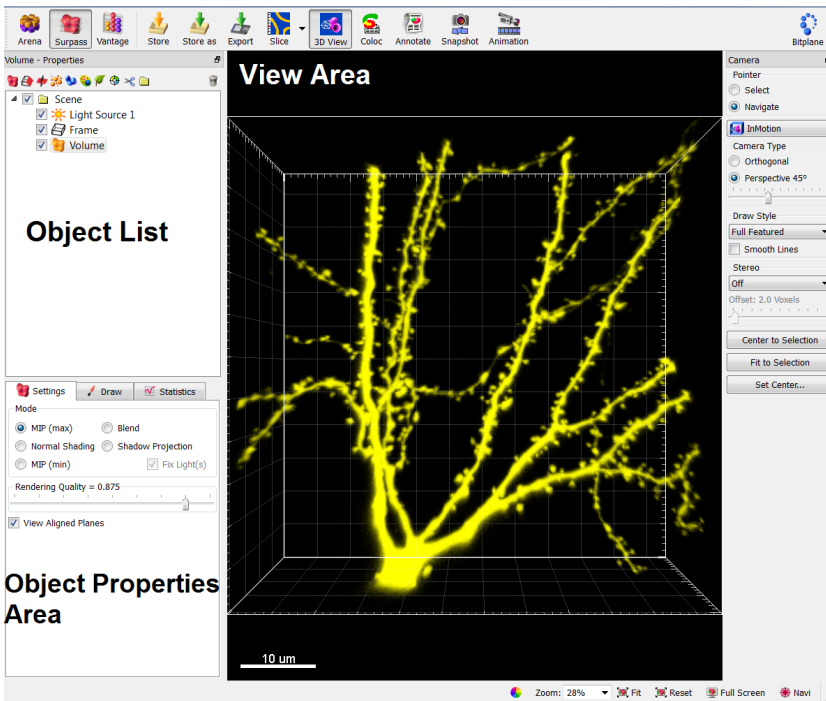 Arena Surpass Vantage Store Store as Export Slice 3D View Coloc Annotate Snapshot Animation Bitplane
Volume - Properties
Scene
Light Source 1
Frame
Volume
Object List
Settings Draw Statistics
Mode
MIP (max) Blend
Normal Shading Shadow Projection
MIP (min) Fix Light(s)
Rendering Quality = 0.875
View Aligned Planes
Object Properties
Area
View Area
10 um
Camera
Pointer
Select
Navigate
InMotion
Camera Type
Orthogonal
Perspective 45º
Draw Style
Full Featured
Smooth Lines
Stereo
Off
Offset: 2.0 Voxels
Center to Selection
Fit to Selection
Set Center...
Zoom: 28% Fit Reset Full Screen Navi